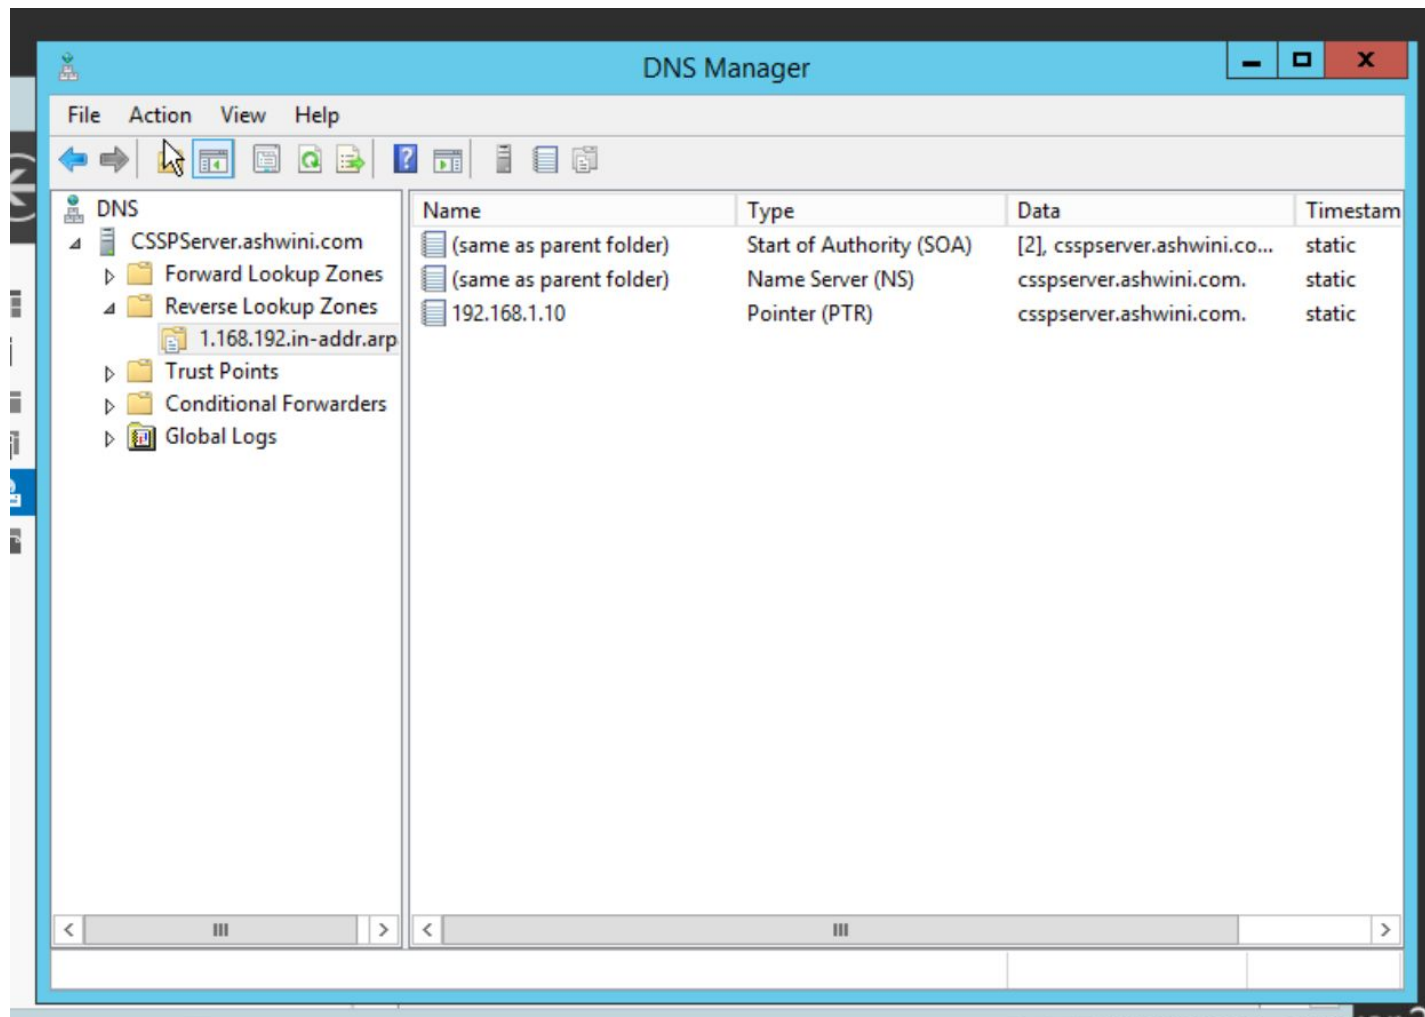 DNS Manager
File Action View Help
DNS
CSSPServer.ashwini.com
Forward Lookup Zones
Reverse Lookup Zones
1.168.192.in-addr.arp
Trust Points
Conditional Forwarders
Global Logs
Name Type Data Timestam
(same as parent folder) Start of Authority (SOA) [2], csspserver.ashwini.co... static
(same as parent folder) Name Server (NS) csspserver.ashwini.com. static
192.168.1.10 Pointer (PTR) csspserver.ashwini.com. static